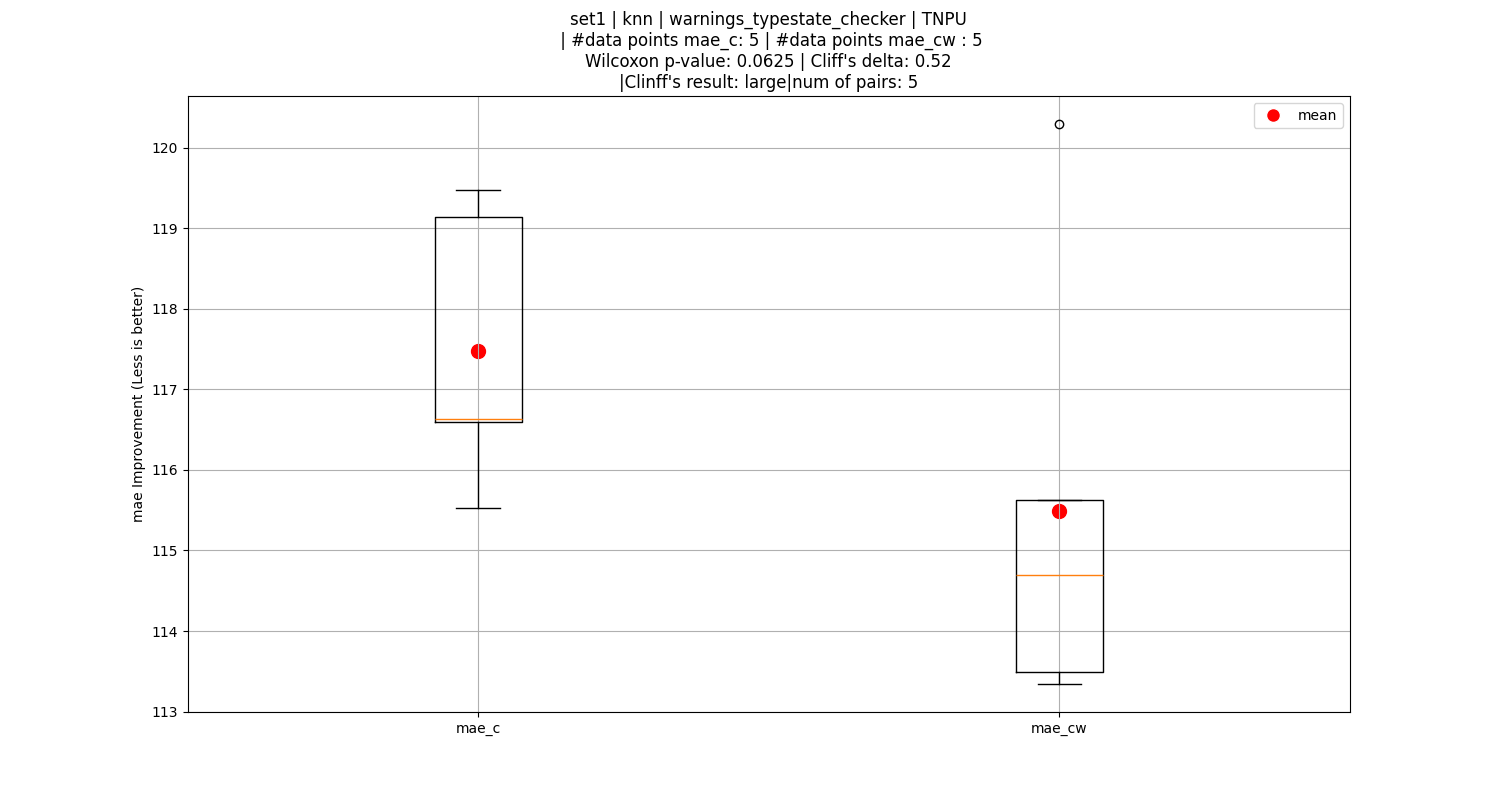 set1 | knn | warnings_typestate_checker | TNPU
| #data points mae_c: 5 | #data points mae_cw : 5
Wilcoxon p-value: 0.0625 | Cliff's delta: 0.52
|Clinff's result: large|num of pairs: 5
mean
120
119
118
117
116
115
114
113
mae Improvement (Less is better)
mae_c
mae_cw